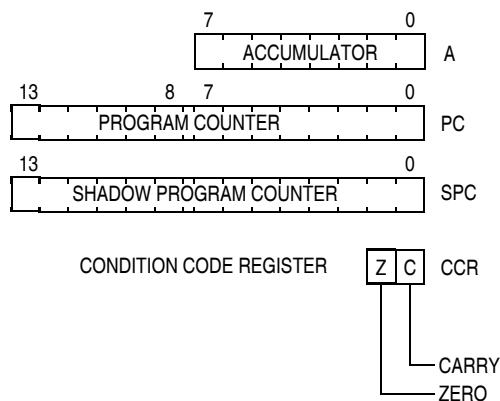 7 0
ACCUMULATOR A
13 8 7 0
PROGRAM COUNTER PC
13 0
SHADOW PROGRAM COUNTER SPC
CONDITION CODE REGISTER Z C CCR
CARRY
ZERO